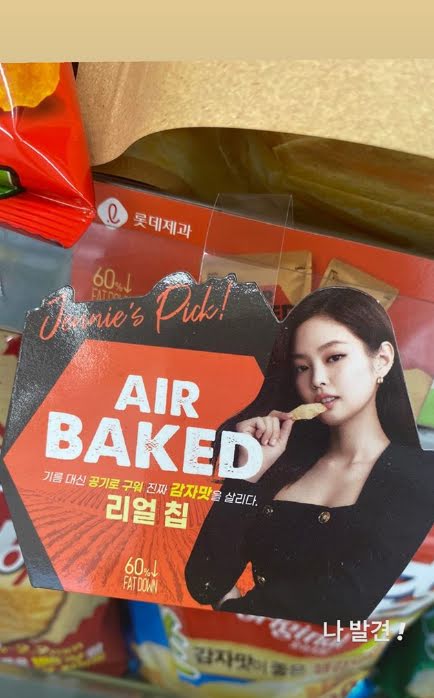 롯데제과
60%↓
FAT DOWN
Jennie's Pick!
AIR
BAKED
기름 대신 공기로 구워 진짜 감자맛을 살리다.
리얼 칩
60%↓
FAT DOWN
나 발견 !
감자맛이 좋은